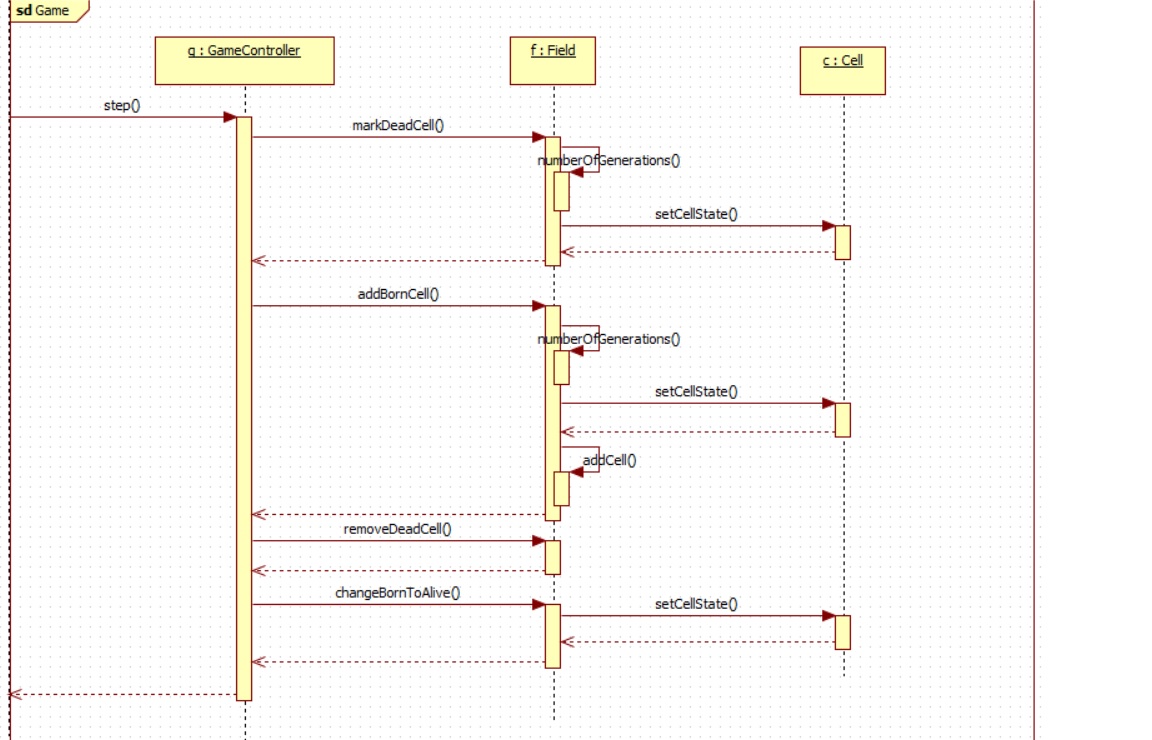 sd Game
g : GameController
f : Field
c : Cell
step()
markDeadCell()
numberOfGenerations()
setCellState()
addBornCell()
numberOfGenerations()
setCellState()
addCell()
removeDeadCell()
changeBornToAlive()
setCellState()